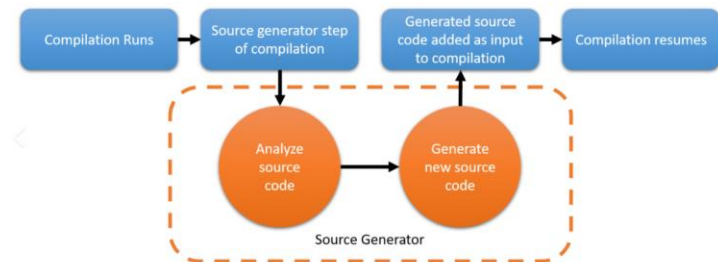 Compilation Runs
Source generator step
of compilation
Generated source
code added as input
to compilation
Compilation resumes
Analyze
source
code
Generate
new source
code
Source Generator